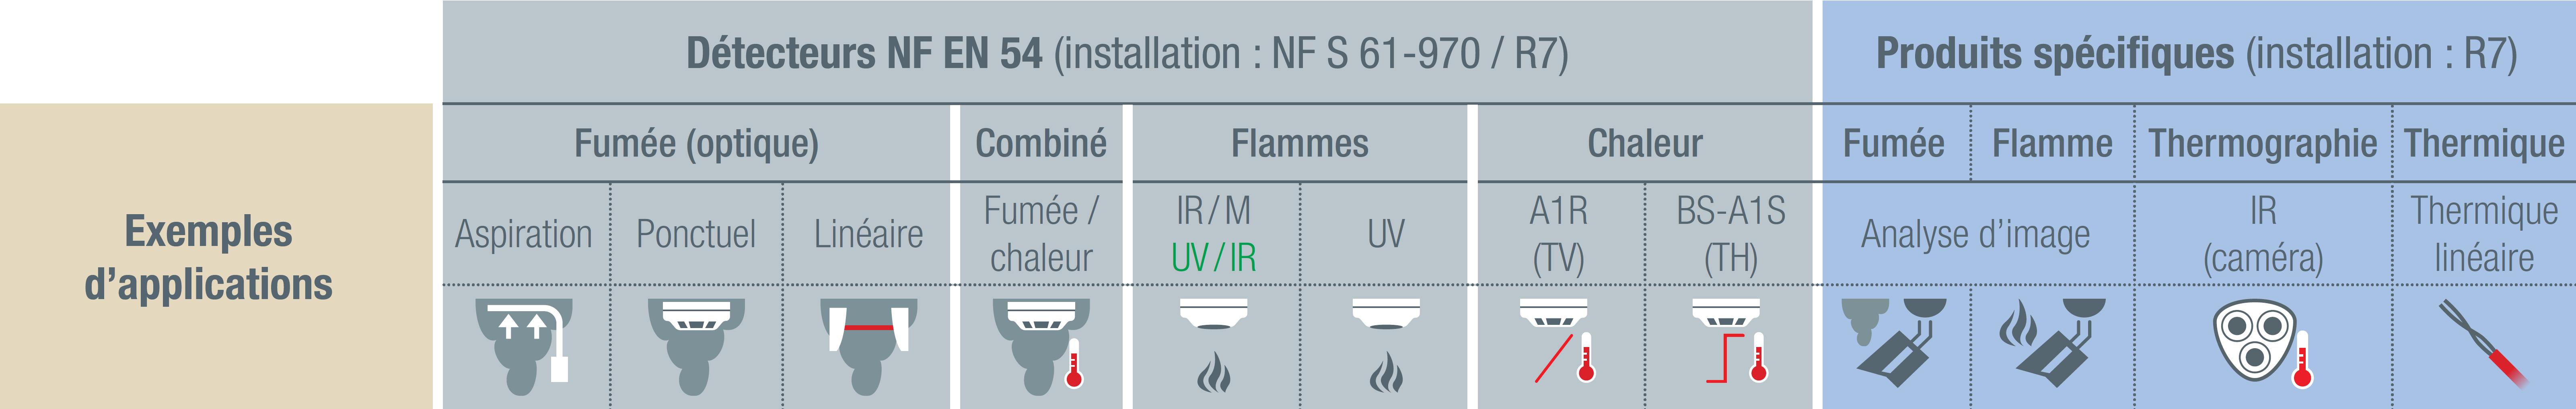 Détecteurs NF EN 54 (installation : NF S 61-970 / R7)
Produits spécifiques (installation : R7)
Exemples
d’applications
Fumée (optique)
Combiné
Flammes
Chaleur
Fumée
Flamme
Thermographie
Thermique
Aspiration
Ponctuel
Linéaire
Fumée /
chaleur
IR / M
UV / IR
UV
A1R
(TV)
BS-A1S
(TH)
Analyse d’image
IR
(caméra)
Thermique
linéaire